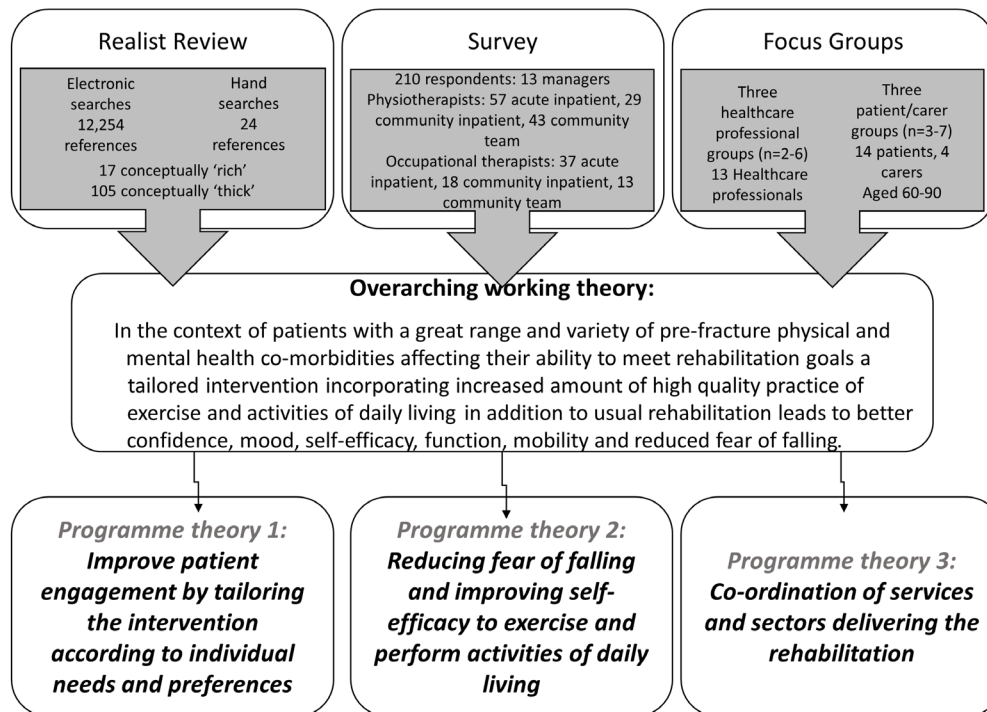 Realist Review
Electronic
searches
12,254
references
Hand
searches
24
references
17 conceptually ‘rich’
105 conceptually ‘thick’
Survey
210 respondents: 13 managers
Physiotherapists: 57 acute inpatient, 29
community inpatient, 43 community
team
Occupational therapists: 37 acute
inpatient, 18 community inpatient, 13
community team
Focus Groups
Three
healthcare
professional
groups (n=2-6)
13 Healthcare
professionals
Three
patient/carer
groups (n=3-7)
14 patients, 4
carers
Aged 60-90
Overarching working theory:
In the context of patients with a great range and variety of pre-fracture physical and
mental health co-morbidities affecting their ability to meet rehabilitation goals a
tailored intervention incorporating increased amount of high quality practice of
exercise and activities of daily living in addition to usual rehabilitation leads to better
confidence, mood, self-efficacy, function, mobility and reduced fear of falling.
Programme theory 1:
Improve patient
engagement by tailoring
the intervention
according to individual
needs and preferences
Programme theory 2:
Reducing fear of falling
and improving self-
efficacy to exercise and
perform activities of daily
living
Programme theory 3:
Co-ordination of services
and sectors delivering the
rehabilitation